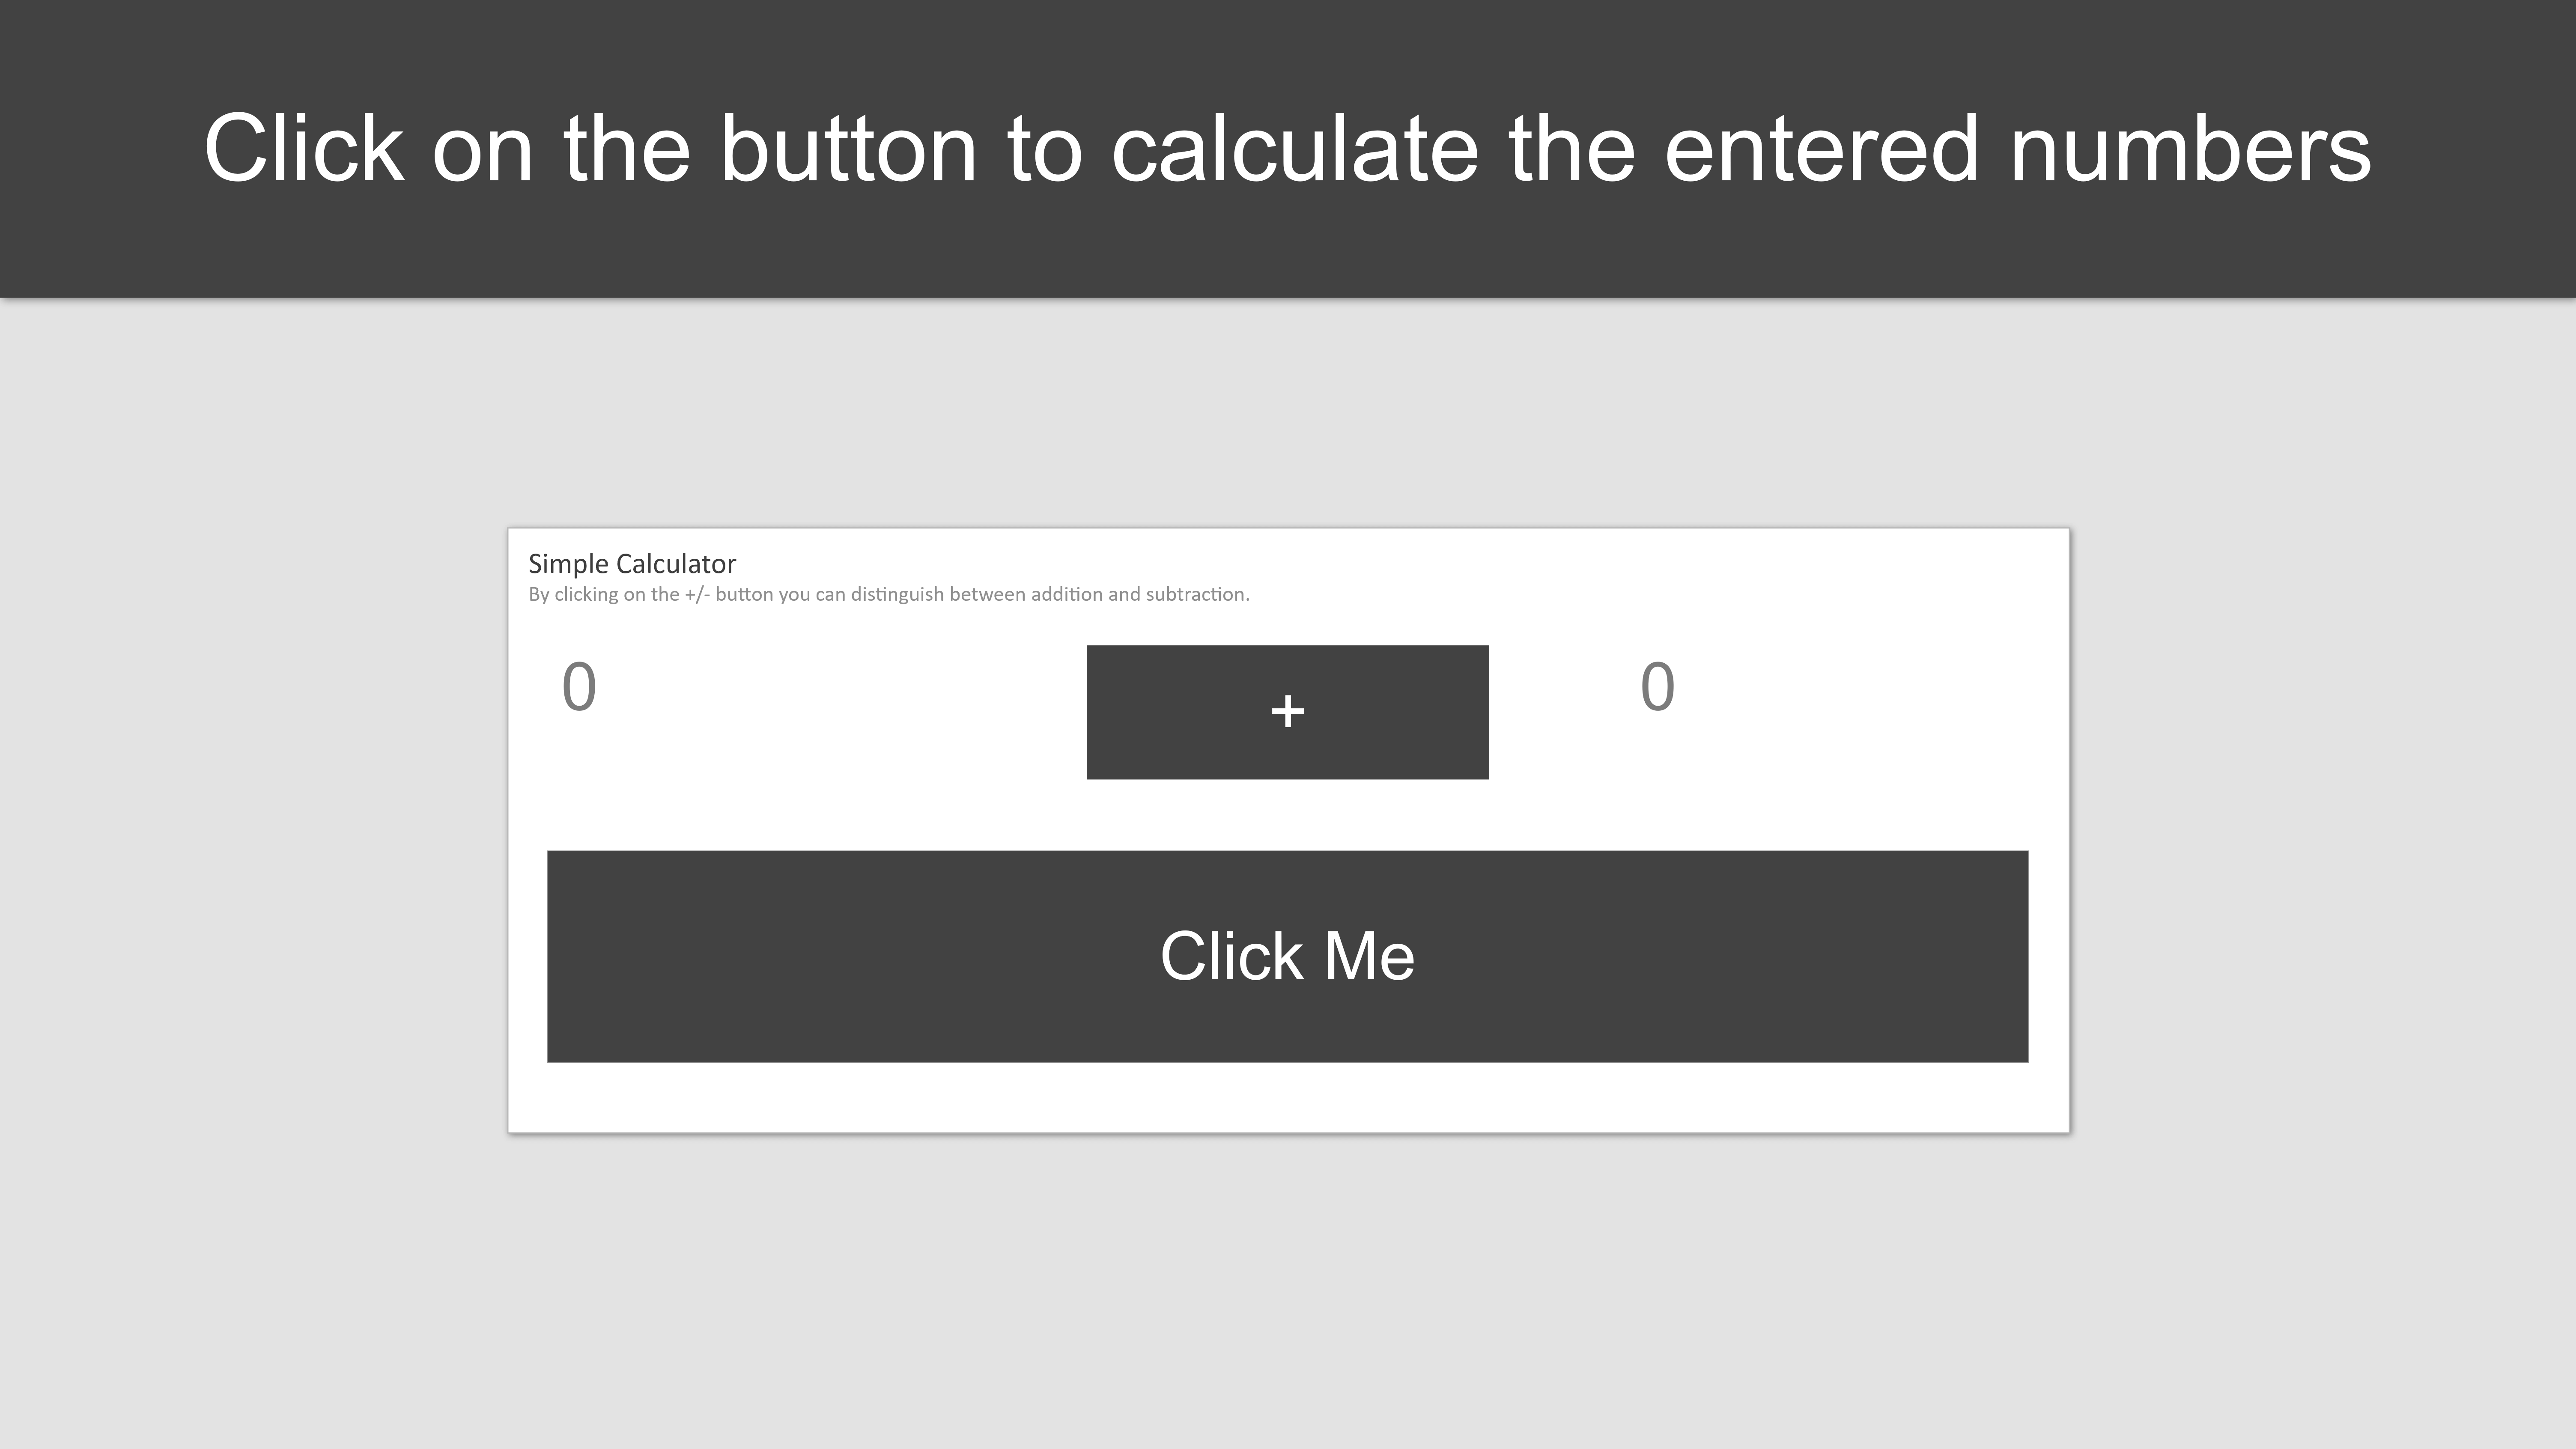 Click on the button to calculate the entered numbers
Simple Calculator
By clicking on the +/- button you can distinguish between addition and subtraction.
0
+
0
Click Me